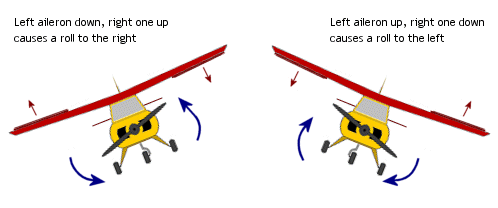 Left aileron down, right one up
causes a roll to the right
Left aileron up, right one down
causes a roll to the left